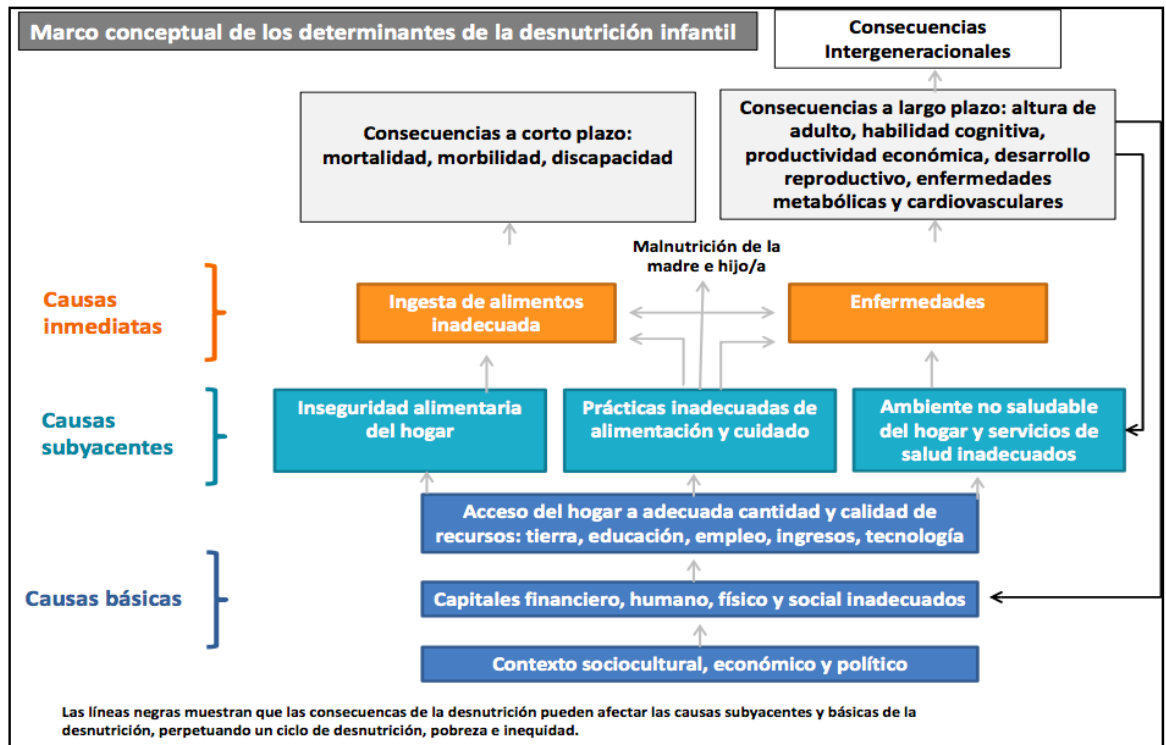 Marco conceptual de los determinantes de la desnutrición infantil
Consecuencias
Intergeneracionales
Consecuencias a corto plazo:
mortalidad, morbilidad, discapacidad
Consecuencias a largo plazo: altura de
adulto, habilidad cognitiva,
productividad económica, desarrollo
reproductivo, enfermedades
metabólicas y cardiovasculares
Malnutrición de la
madre e hijo/a
Causas
inmediatas
Ingesta de alimentos
inadecuada
Enfermedades
Causas
subyacentes
Inseguridad alimentaria
del hogar
Prácticas inadecuadas de
alimentación y cuidado
Ambiente no saludable
del hogar y servicios de
salud inadecuados
Causas básicas
Acceso del hogar a adecuada cantidad y calidad de
recursos: tierra, educación, empleo, ingresos, tecnología
Capitales financiero, humano, físico y social inadecuados
Contexto sociocultural, económico y político
Las líneas negras muestran que las consecuencas de la desnutrición pueden afectar las causas subyacentes y básicas de la
desnutrición, perpetuando un ciclo de desnutrición, pobreza e inequidad.